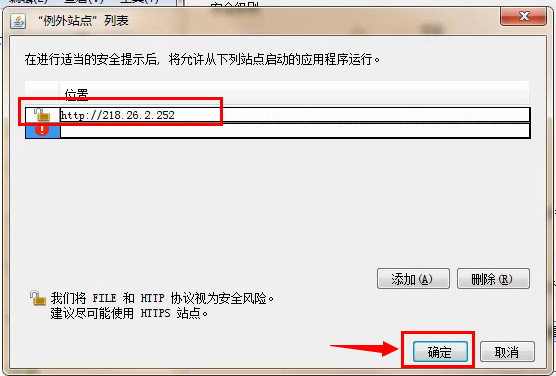 “例外站点” 列表
在进行适当的安全提示后，将允许从下列站点启动的应用程序运行。
位置
http://218.26.2.252
添加(A) 删除(R)
我们将 FILE 和 HTTP 协议视为安全风险。
建议尽可能使用 HTTPS 站点。
确定 取消